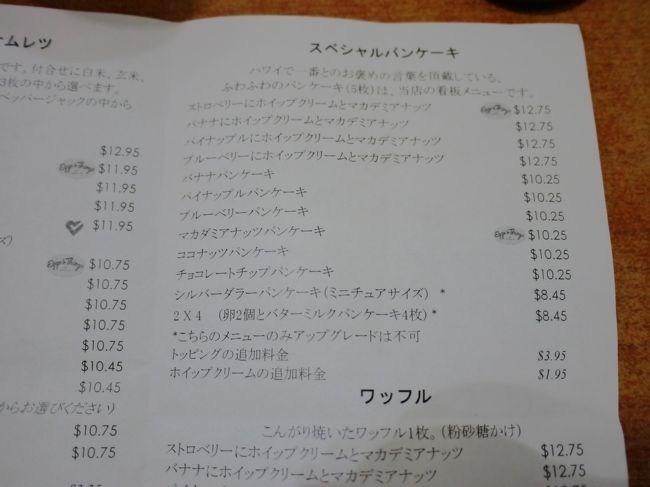 ムレツ
です。付合せに白米、玄米、
3枚の中から選べます。
ペッパージャックの中から
$12.95
$11.95
$11.95
$11.95
$11.95
ズ)
$10.75
$10.75
$10.75
$10.75
$10.45
$10.45
からお選びください)
$10.75
$10.75
スペシャルパンケーキ
ハワイで一番とのお褒めの言葉を頂戴している、
ふわふわのパンケーキ(5枚)は、当店の看板メニューです。
ストロベリーにホイップクリームとマカデミアナッツ $12.75
バナナにホイップクリームとマカデミアナッツ $12.75
パイナップルにホイップクリームとマカデミアナッツ $12.75
ブルーベリーにホイップクリームとマカデミアナッツ $12.75
バナナパンケーキ $10.25
パイナップルパンケーキ $10.25
ブルーベリーパンケーキ $10.25
マカダミアナッツパンケーキ $10.25
ココナッツパンケーキ $10.25
チョコレートチップパンケーキ $10.25
シルバーダラーパンケーキ(ミニチュアサイズ) * $8.45
2X4 (卵2個とバターミルクパンケーキ4枚)* $8.45
*こちらのメニューのみアップグレードは不可
トッピングの追加料金 $3.95
ホイップクリームの追加料金 $1.95
ワッフル
こんがり焼いたワッフル1枚。(粉砂糖かけ)
ストロベリーにホイップクリームとマカデミアナッツ $12.75
バナナにホイップクリームとマカデミアナッツ $12.75